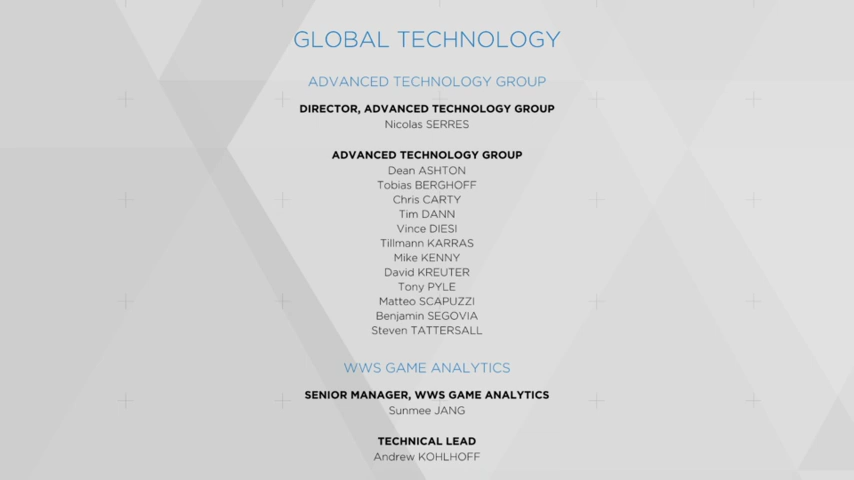 GLOBAL TECHNOLOGY
ADVANCED TECHNOLOGY GROUP
DIRECTOR, ADVANCED TECHNOLOGY GROUP
Nicolas SERRES
ADVANCED TECHNOLOGY GROUP
Dean ASHTON
Tobias BERGHOFF
Chris CARTY
Tim DANN
Vince DIESI
Tillmann KARRAS
Mike KENNY
David KREUTER
Tony PYLE
Matteo SCAPUZZI
Benjamin SEGOVIA
Steven TATTERSALL
WWS GAME ANALYTICS
SENIOR MANAGER, WWS GAME ANALYTICS
Sunmee JANG
TECHNICAL LEAD
Andrew KOHLHOFF